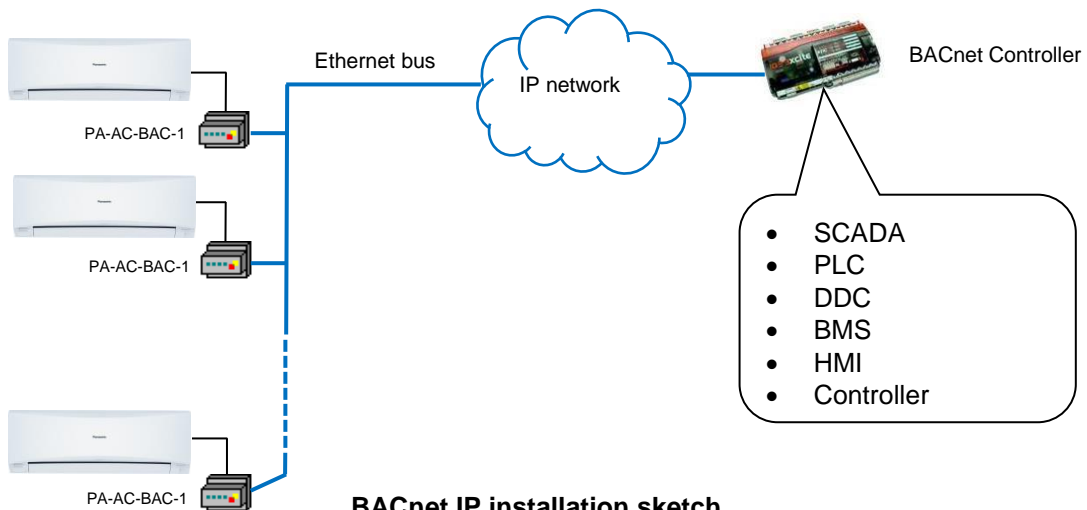 Ethernet bus
IP network
BACnet Controller
PA-AC-BAC-1
PA-AC-BAC-1
PA-AC-BAC-1
• SCADA
• PLC
• DDC
• BMS
• HMI
• Controller
BACnet IP installation sketch